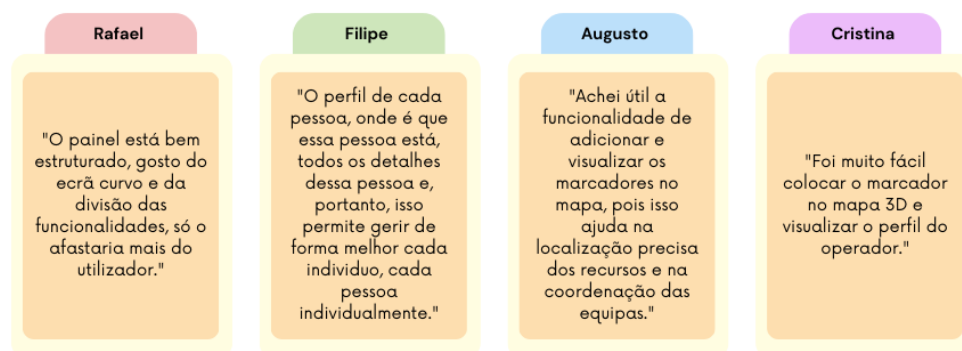 Rafael
"O painel está bem
estruturado, gosto do
ecrã curvo e da
divisão das
funcionalidades, só o
afastaria mais do
utilizador."
Filipe
"O perfil de cada
pessoa, onde é que
essa pessoa está,
todos os detalhes
dessa pessoa e,
portanto, isso
permite gerir de
forma melhor cada
individuo, cada
pessoa
individualmente."
Augusto
"Achei útil a
funcionalidade de
adicionar e
visualizar os
marcadores no
mapa, pois isso
ajuda na
localização precisa
dos recursos e na
coordenação das
equipas."
Cristina
"Foi muito fácil
colocar o marcador
no mapa 3D e
visualizar o perfil do
operador."